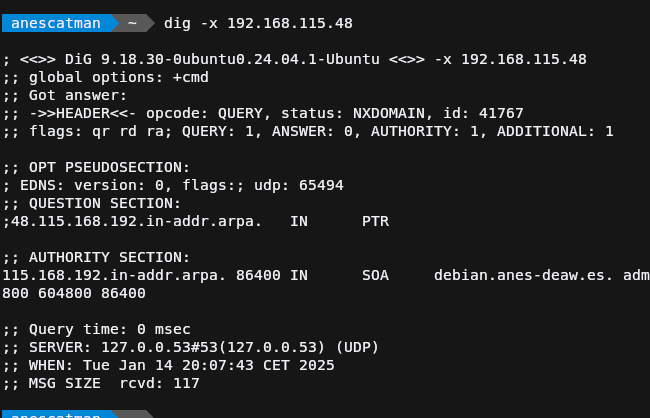 anescatman ~ dig -x 192.168.115.48
; <<>> DiG 9.18.30-0ubuntu0.24.04.1-Ubuntu <<>> -x 192.168.115.48
;; global options: +cmd
;; Got answer:
;; ->>HEADER<<- opcode: QUERY, status: NXDOMAIN, id: 41767
;; flags: qr rd ra; QUERY: 1, ANSWER: 0, AUTHORITY: 1, ADDITIONAL: 1
;; OPT PSEUDOSECTION:
; EDNS: version: 0, flags:; udp: 65494
;; QUESTION SECTION:
;48.115.168.192.in-addr.arpa. IN PTR
;; AUTHORITY SECTION:
115.168.192.in-addr.arpa. 86400 IN SOA debian.anes-deaw.es. adm
800 604800 86400
;; Query time: 0 msec
;; SERVER: 127.0.0.53#53(127.0.0.53) (UDP)
;; WHEN: Tue Jan 14 20:07:43 CET 2025
;; MSG SIZE rcvd: 117
anescatman ~